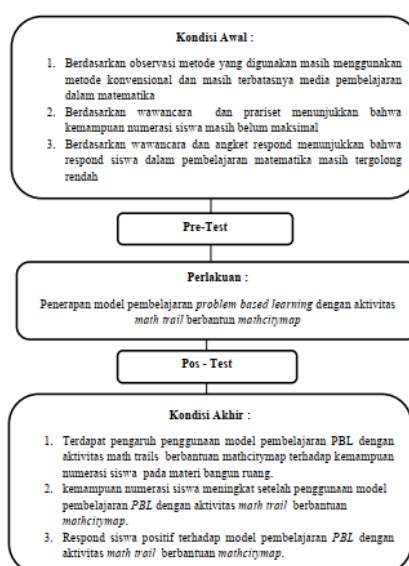 Kondisi Awal :
1. Berdasarkan observasi metode yang digunakan masih menggunakan
metode konvensional dan masih terbatasnya media pembelajaran
dalam matematika
2. Berdasarkan wawancara dan prariset menunjukkan bahwa
kemampuan numerasi siswa masih belum maksimal
3. Berdasarkan wawancara dan angket respond menunjukkan bahwa
respond siswa dalam pembelajaran matematika masih tergolong
rendah
Pre-Test
Perlakuan :
Penerapan model pembelajaran problem based learning dengan aktivitas
math trail berbantun mathcitymap
Pos - Test
Kondisi Akhir :
1. Terdapat pengaruh penggunaan model pembelajaran PBL dengan
aktivitas math trails berbantuan mathcitymap terhadap kemampuan
numerasi siswa pada materi bangun ruang.
2. kemampuan numerasi siswa meningkat setelah penggunaan model
pembelajaran PBL dengan aktivitas math trail berbantuan
mathcitymap.
3. Respond siswa positif terhadap model pembelajaran PBL dengan
aktivitas math trail berbantuan mathcitymap.